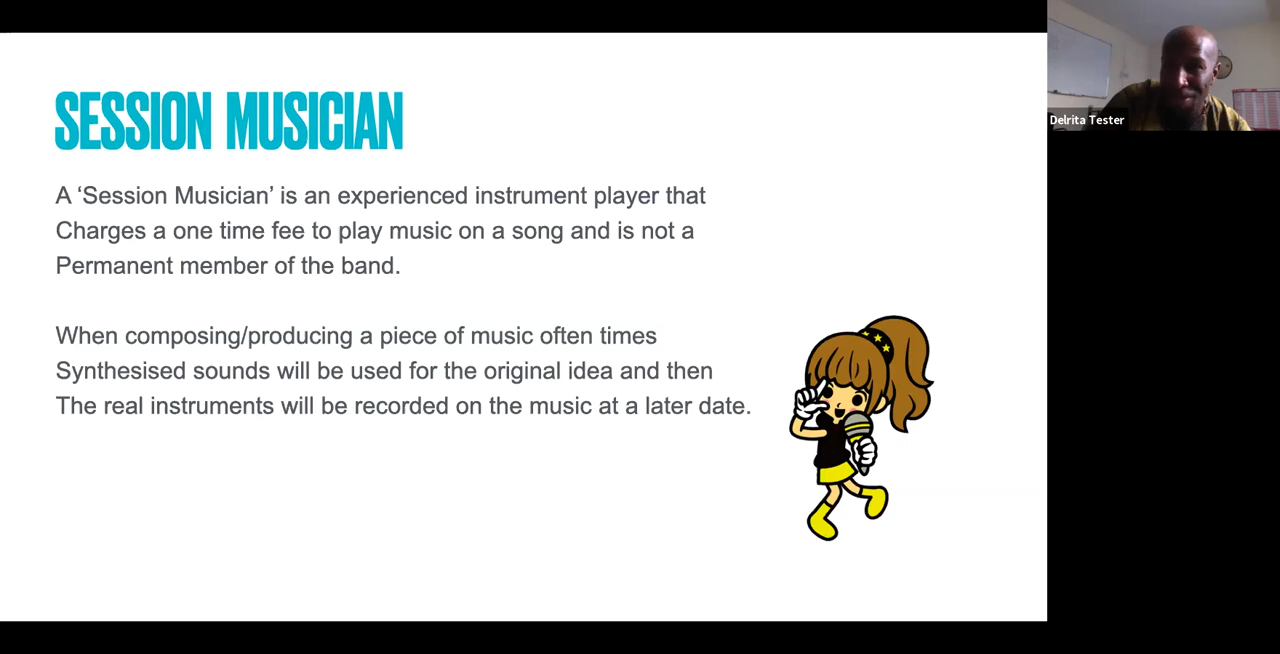 SESSION MUSICIAN
A ‘Session Musician’ is an experienced instrument player that
Charges a one time fee to play music on a song and is not a
Permanent member of the band.
When composing/producing a piece of music often times
Synthesised sounds will be used for the original idea and then
The real instruments will be recorded on the music at a later date.
Delrita Tester